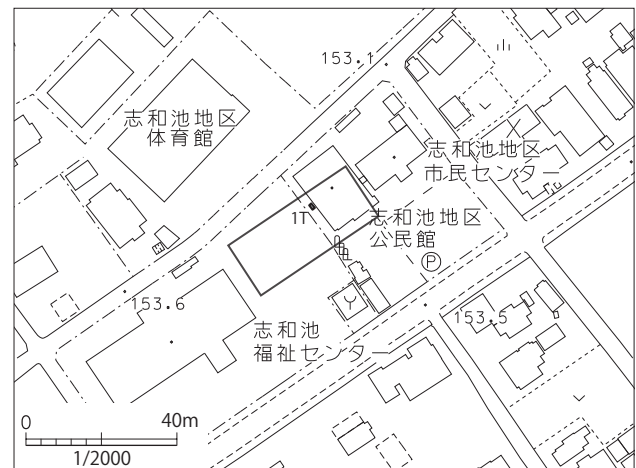 153.1
志和池地区
体育館
志和池地区
市民センター
1T
志和池地区
公民館
P
153.6
153.5
志和池
福祉センター
0 40m
1/2000